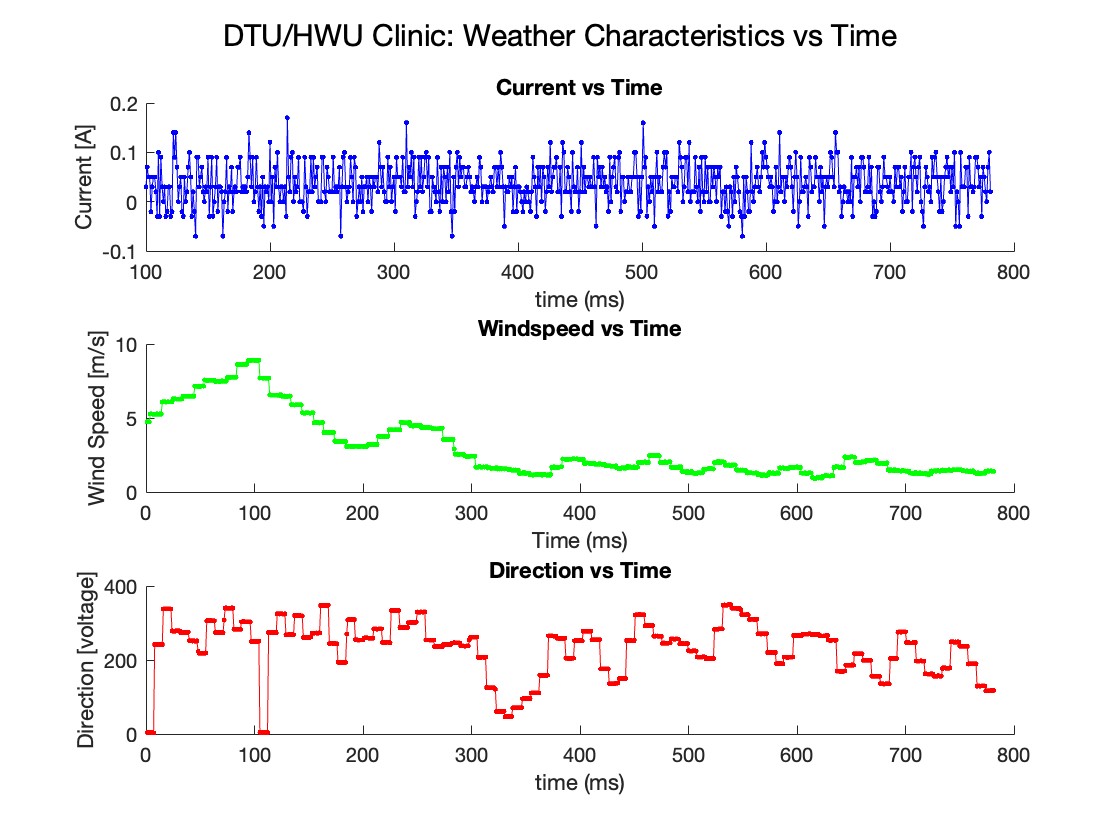 DTU/HWU Clinic: Weather Characteristics vs Time
Current vs Time
Current [A]
0.2
0.1
0
-0.1
100 200 300 400 500 600 700 800
time (ms)
Windspeed vs Time
Wind Speed [m/s]
10
5
0
0 100 200 300 400 500 600 700 800
Time (ms)
Direction vs Time
Direction [voltage]
400
200
0
0 100 200 300 400 500 600 700 800
time (ms)